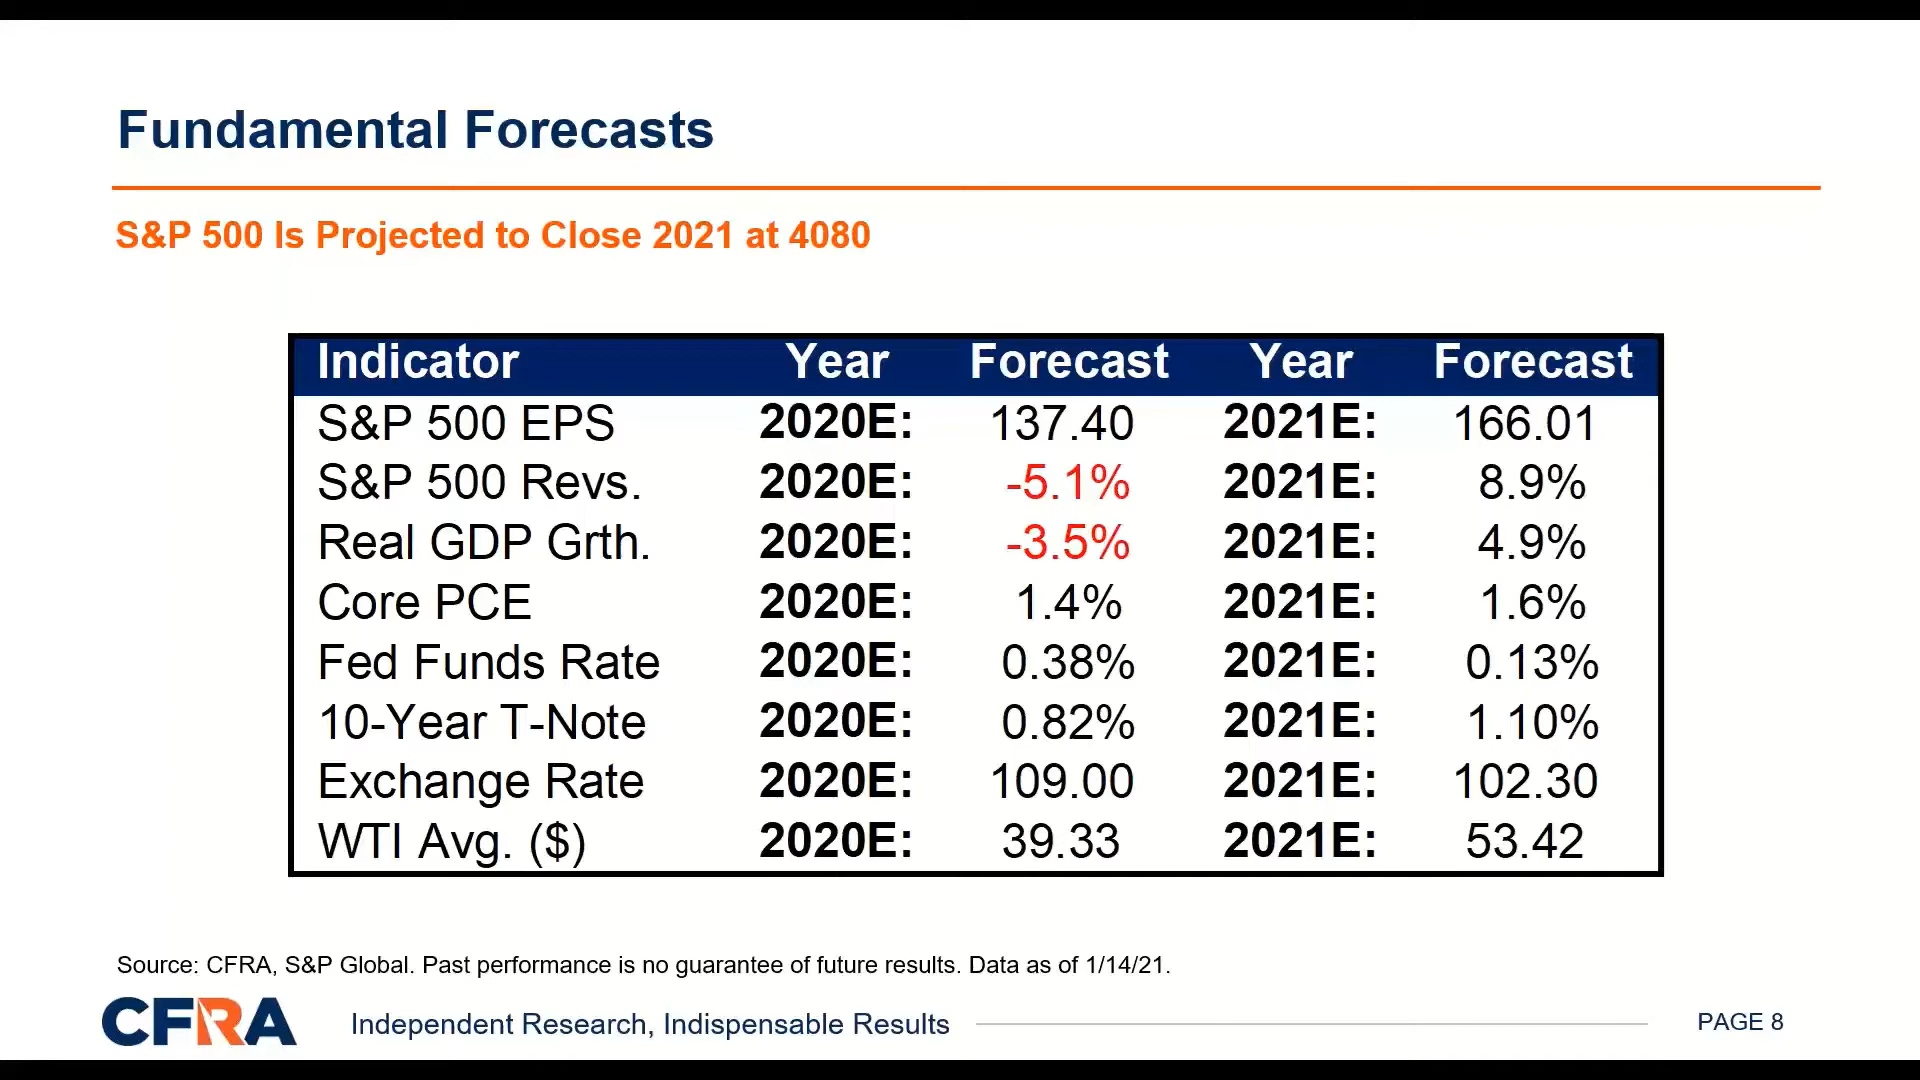 Fundamental Forecasts
S&P 500 Is Projected to Close 2021 at 4080
Indicator Year Forecast Year Forecast
S&P 500 EPS 2020E: 137.40 2021E: 166.01
S&P 500 Revs. 2020E: -5.1% 2021E: 8.9%
Real GDP Grth. 2020E: -3.5% 2021E: 4.9%
Core PCE 2020E: 1.4% 2021E: 1.6%
Fed Funds Rate 2020E: 0.38% 2021E: 0.13%
10-Year T-Note 2020E: 0.82% 2021E: 1.10%
Exchange Rate 2020E: 109.00 2021E: 102.30
WTI Avg. ($) 2020E: 39.33 2021E: 53.42
Source: CFRA, S&P Global. Past performance is no guarantee of future results. Data as of 1/14/21.
CFRA Independent Research, Indispensable Results PAGE 8